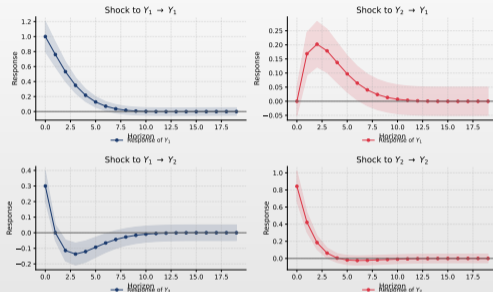 Shock to Y₁ → Y₁
Response
1.2
1.0
0.8
0.6
0.4
0.2
0.0
0.0 2.5 5.0 7.5 10.0 12.5 15.0 17.5
Horizon
Response of Y₁
Shock to Y₂ → Y₁
Response
0.25
0.20
0.15
0.10
0.05
0.00
−0.05
0.0 2.5 5.0 7.5 10.0 12.5 15.0 17.5
Horizon
Response of Y₁
Shock to Y₁ → Y₂
Response
0.4
0.3
0.2
0.1
0.0
−0.1
−0.2
0.0 2.5 5.0 7.5 10.0 12.5 15.0 17.5
Horizon
Response of
Shock to Y₂ → Y₂
Response
1.0
0.8
0.6
0.4
0.2
0.0
0.0 2.5 5.0 7.5 10.0 12.5 15.0 17.5
Horizon
Response of